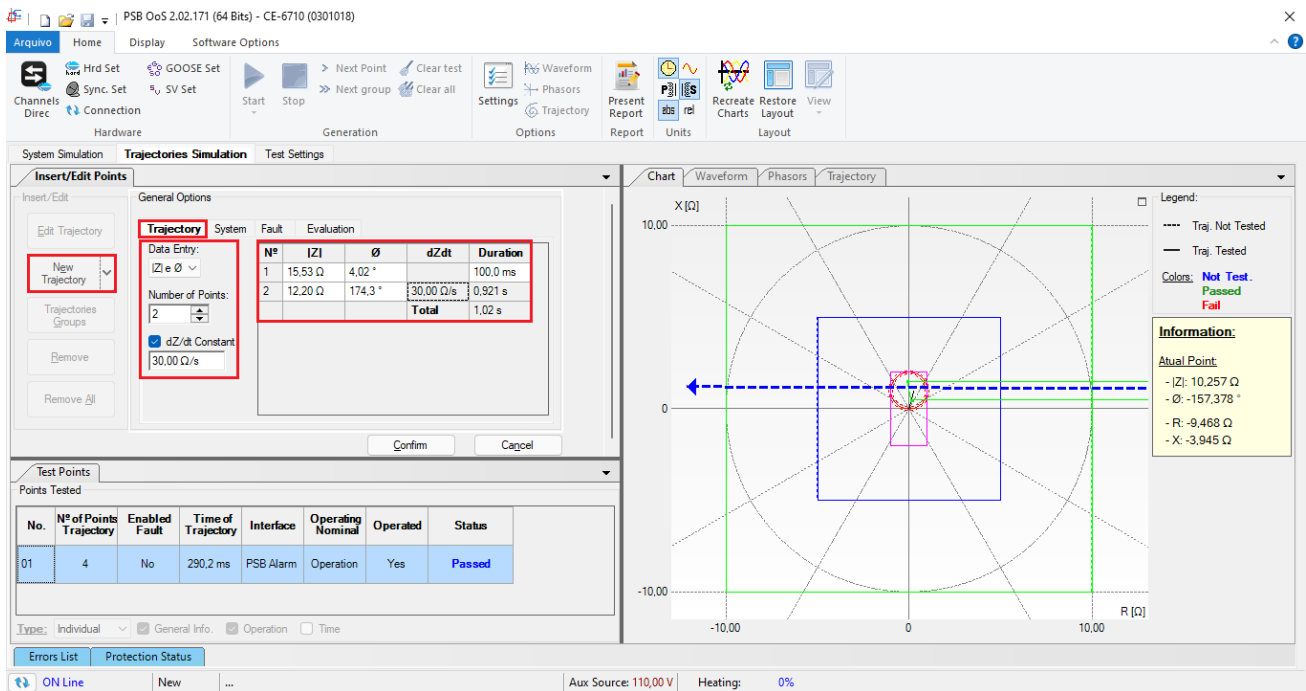 PSB OoS 2.02.171 (64 Bits) - CE-6710 (0301018)
Arquivo Home Display Software Options
Channels Direc
Hrd Set
Sync. Set
Connection
GOOSE Set
SV Set
Hardware
Start
Stop
Next Point
Next group
Clear test
Clear all
Generation
Settings
Waveform
Phasors
Trajectory
Options
Present Report
Report
abs rel
Units
Recreate Charts
Restore Layout
View
Layout
System Simulation Trajectories Simulation Test Settings
Insert/Edit Points
Insert/Edit
Edit Trajectory
New Trajectory
Trajectories Groups
Remove
Remove All
General Options
Trajectory System Fault Evaluation
Data Entry:
|Z| e Ø
Number of Points:
2
dZ/dt Constant
30,00 Ω/s
Nº |Z| Ø dZdt Duration
1 15,53 Ω 4,02 ° 100,0 ms
2 12,20 Ω 174,3 ° 30,00 Ω/s 0,921 s
Total 1,02 s
Confirm Cancel
Test Points
Points Tested
No. Nº of Points Trajectory Enabled Fault Time of Trajectory Interface Operating Nominal Operated Status
01 4 No 290,2 ms PSB Alarm Operation Yes Passed
Type: Individual General Info. Operation Time
Chart Waveform Phasors Trajectory
X [Ω]
10,00
0
-10,00
R [Ω]
-10,00 0 10,00
Legend:
Traj. Not Tested
Traj. Tested
Colors: Not Test.
Passed
Fail
Information:
Atual Point:
- |Z|: 10,257 Ω
- Ø: -157,378 °
- R: -9,468 Ω
- X: -3,945 Ω
Errors List Protection Status
ON Line New ... Aux Source: 110,00 V Heating: 0%